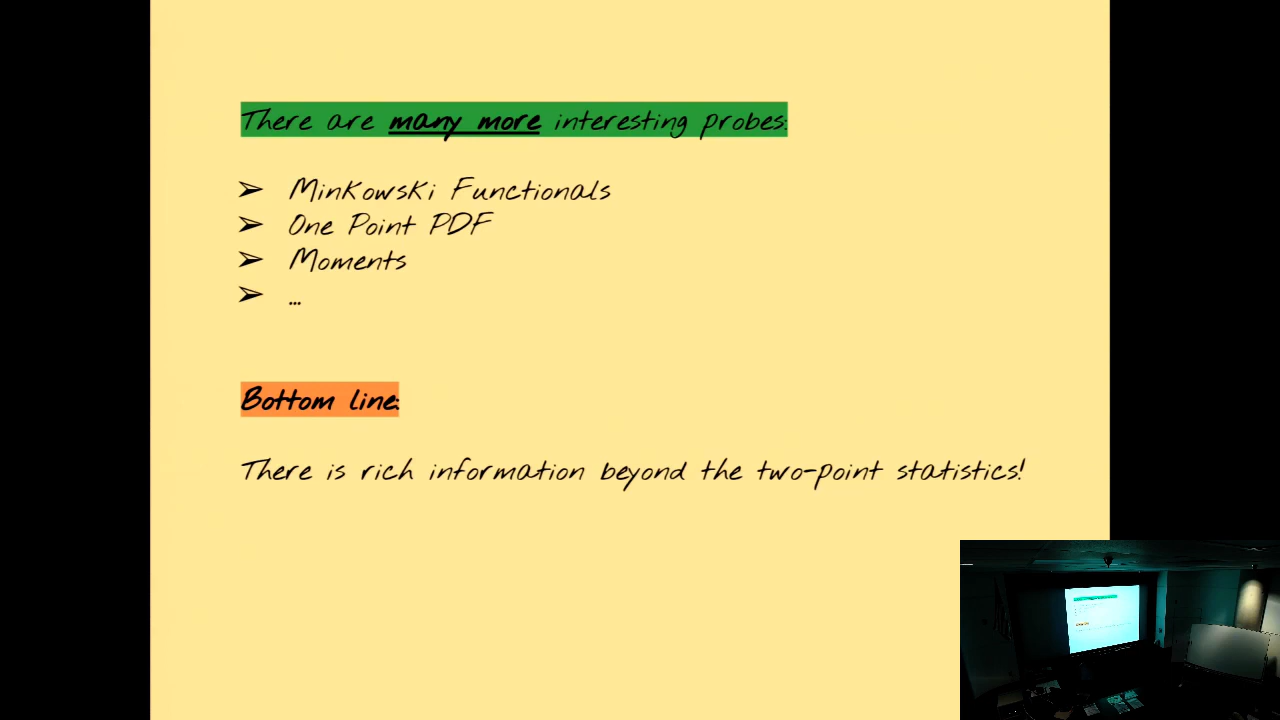 There are many more interesting probes:
➢ Minkowski Functionals
➢ One Point PDF
➢ Moments
➢ ...
Bottom line:
There is rich information beyond the two-point statistics!